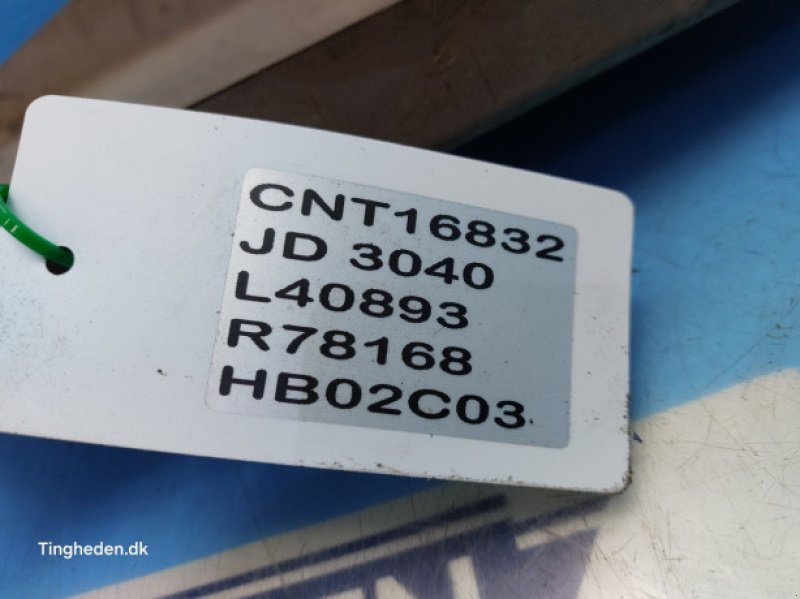 CNT16832
JD 3040
L40893
R78168
HB02C03
Tingheden.dk